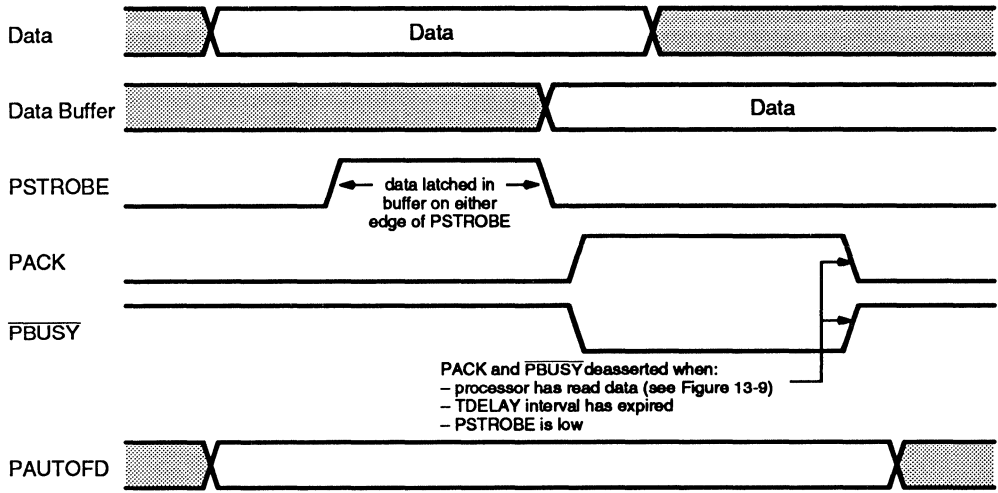 Data
Data
Data Buffer
Data
PSTROBE
data latched in
buffer on either
edge of PSTROBE
PACK
PBUSY
PACK and PBUSY deasserted when:
– processor has read data (see Figure 13-9)
– TDELAY interval has expired
– PSTROBE is low
PAUTOFD